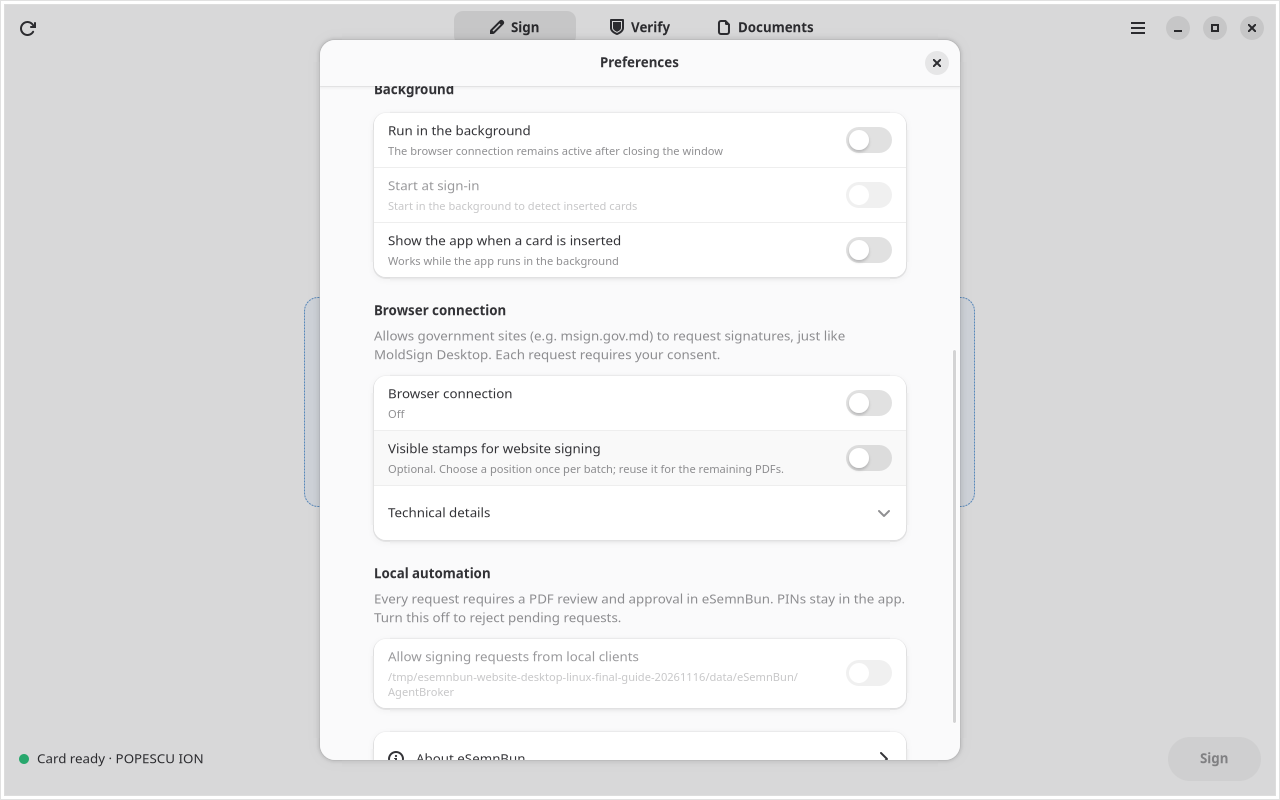 Sign
Verify
Documents
Preferences
Background
Run in the background
The browser connection remains active after closing the window
Start at sign-in
Start in the background to detect inserted cards
Show the app when a card is inserted
Works while the app runs in the background
Browser connection
Allows government sites (e.g. msign.gov.md) to request signatures, just like
MoldSign Desktop. Each request requires your consent.
Browser connection
Off
Visible stamps for website signing
Optional. Choose a position once per batch; reuse it for the remaining PDFs.
Technical details
Local automation
Every request requires a PDF review and approval in eSemnBun. PINs stay in the app.
Turn this off to reject pending requests.
Allow signing requests from local clients
/tmp/esemnbun-website-desktop-linux-final-guide-20261116/data/eSemnBun/
AgentBroker
About eSemnBun
Card ready · POPESCU ION
Sign